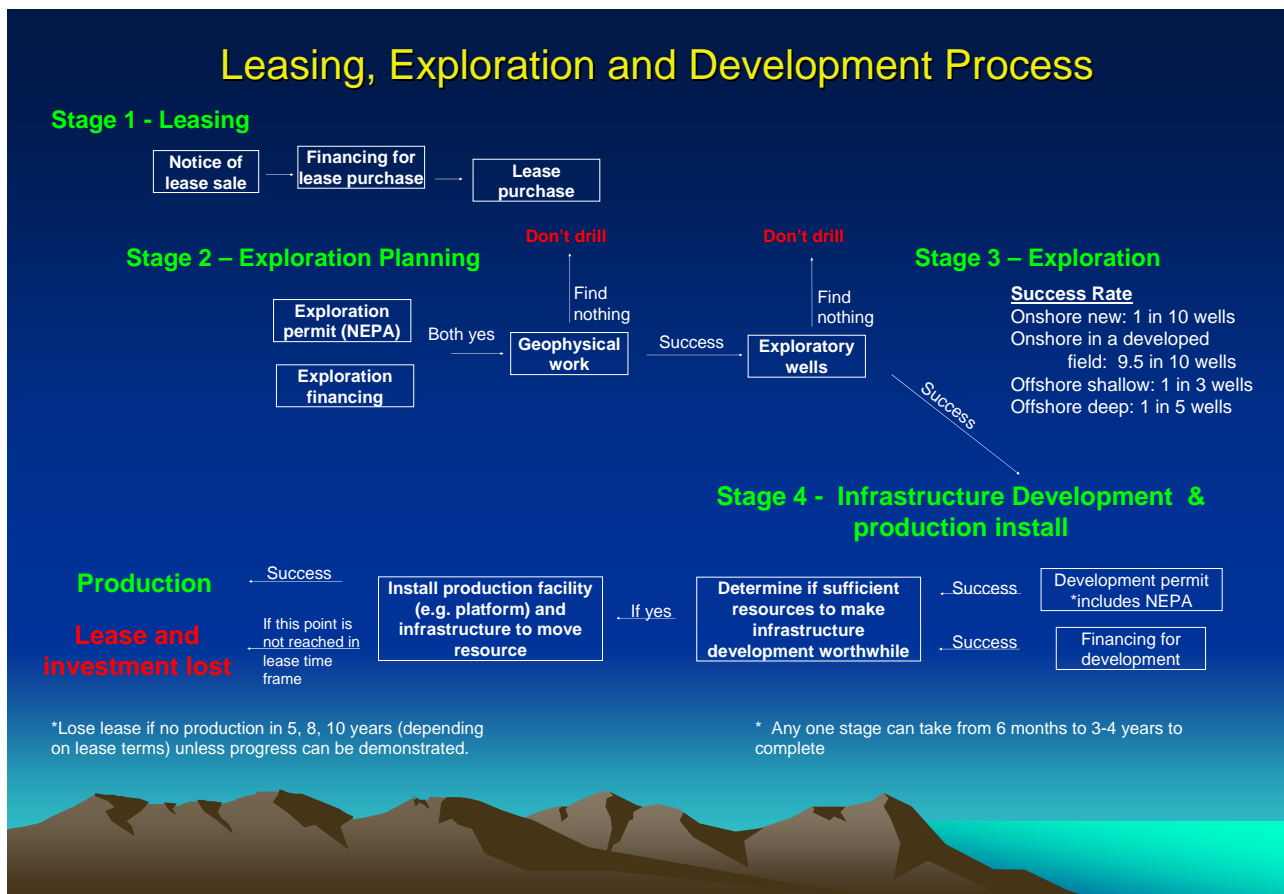 Leasing, Exploration and Development Process
Stage 1 - Leasing
Notice of
lease sale
Financing for
lease purchase
Lease
purchase
Stage 2 – Exploration Planning
Don't drill
Don't drill
Stage 3 – Exploration
Exploration
permit (NEPA)
Exploration
financing
Both yes
Find
nothing
Geophysical
work
Success
Find
nothing
Exploratory
wells
Success
Success Rate
Onshore new: 1 in 10 wells
Onshore in a developed
field: 9.5 in 10 wells
Offshore shallow: 1 in 3 wells
Offshore deep: 1 in 5 wells
Stage 4 - Infrastructure Development &
production install
Development permit
*includes NEPA
Success
Financing for
development
Success
Determine if sufficient
resources to make
infrastructure
development worthwhile
If yes
Install production facility
(e.g. platform) and
infrastructure to move
resource
Success
Production
If this point is
not reached in
lease time
frame
Lease and
investment lost
*Lose lease if no production in 5, 8, 10 years (depending
on lease terms) unless progress can be demonstrated.
* Any one stage can take from 6 months to 3-4 years to
complete